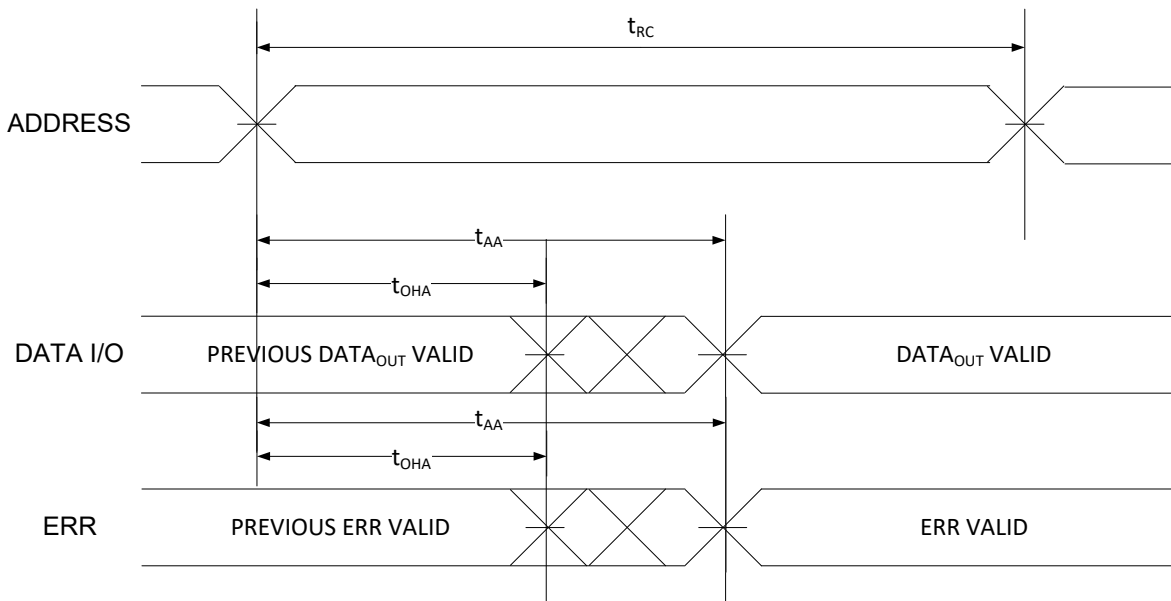 tRC
ADDRESS
tAA
tOHA
DATA I/O
PREVIOUS DATAOUT VALID
DATAOUT VALID
tAA
tOHA
ERR
PREVIOUS ERR VALID
ERR VALID